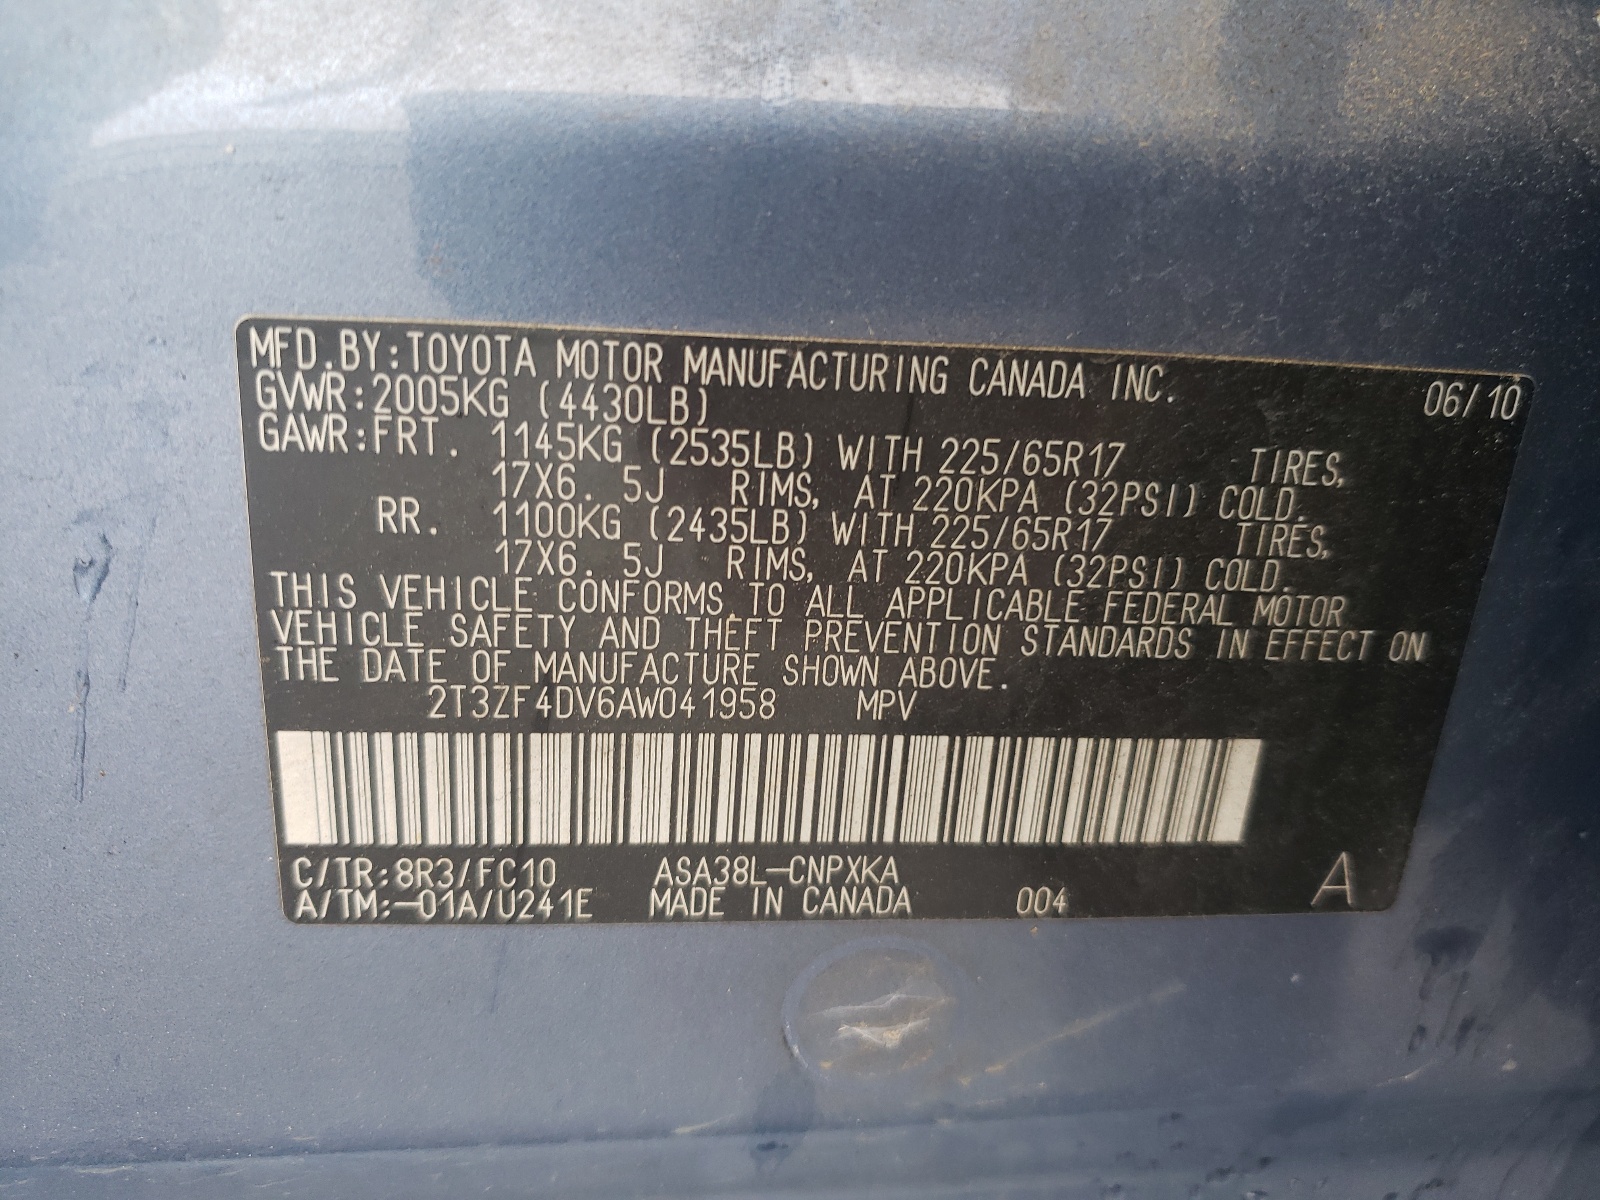 MFD.BY:TOYOTA MOTOR MANUFACTURING CANADA INC. 06/10
GVWR:2005KG (4430LB)
GAWR:FRT. 1145KG (2535LB) WITH 225/65R17 TIRES,
17X6. 5J RIMS, AT 220KPA (32PSI) COLD.
RR. 1100KG (2435LB) WITH 225/65R17 TIRES,
17X6. 5J RIMS, AT 220KPA (32PSI) COLD.
THIS VEHICLE CONFORMS TO ALL APPLICABLE FEDERAL MOTOR
VEHICLE SAFETY AND THEFT PREVENTION STANDARDS IN EFFECT ON
THE DATE OF MANUFACTURE SHOWN ABOVE.
2T3ZF4DV6AW041958 MPV
C/TR:8R3/FC10 ASA38L-CNPXKA
A/TM:-01A/U241E MADE IN CANADA 004 A